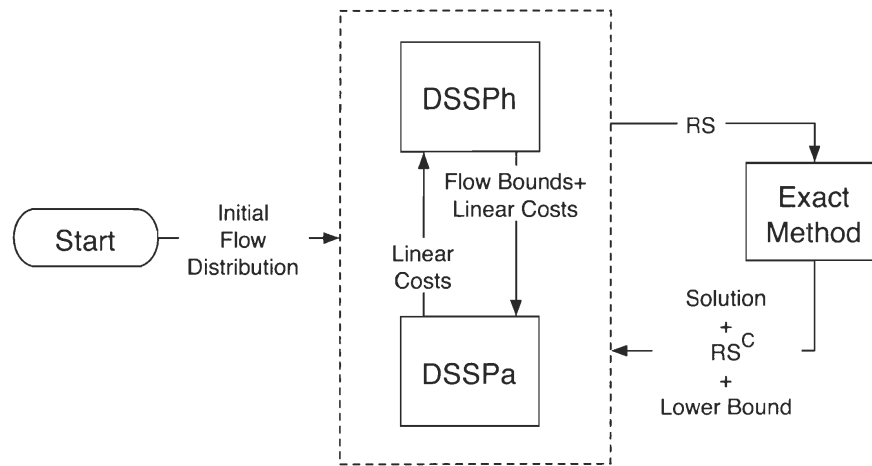 Start
Initial
Flow
Distribution
DSSPh
Flow Bounds+
Linear Costs
Linear
Costs
DSSPa
RS
Exact
Method
Solution
+
RS^C
+
Lower Bound